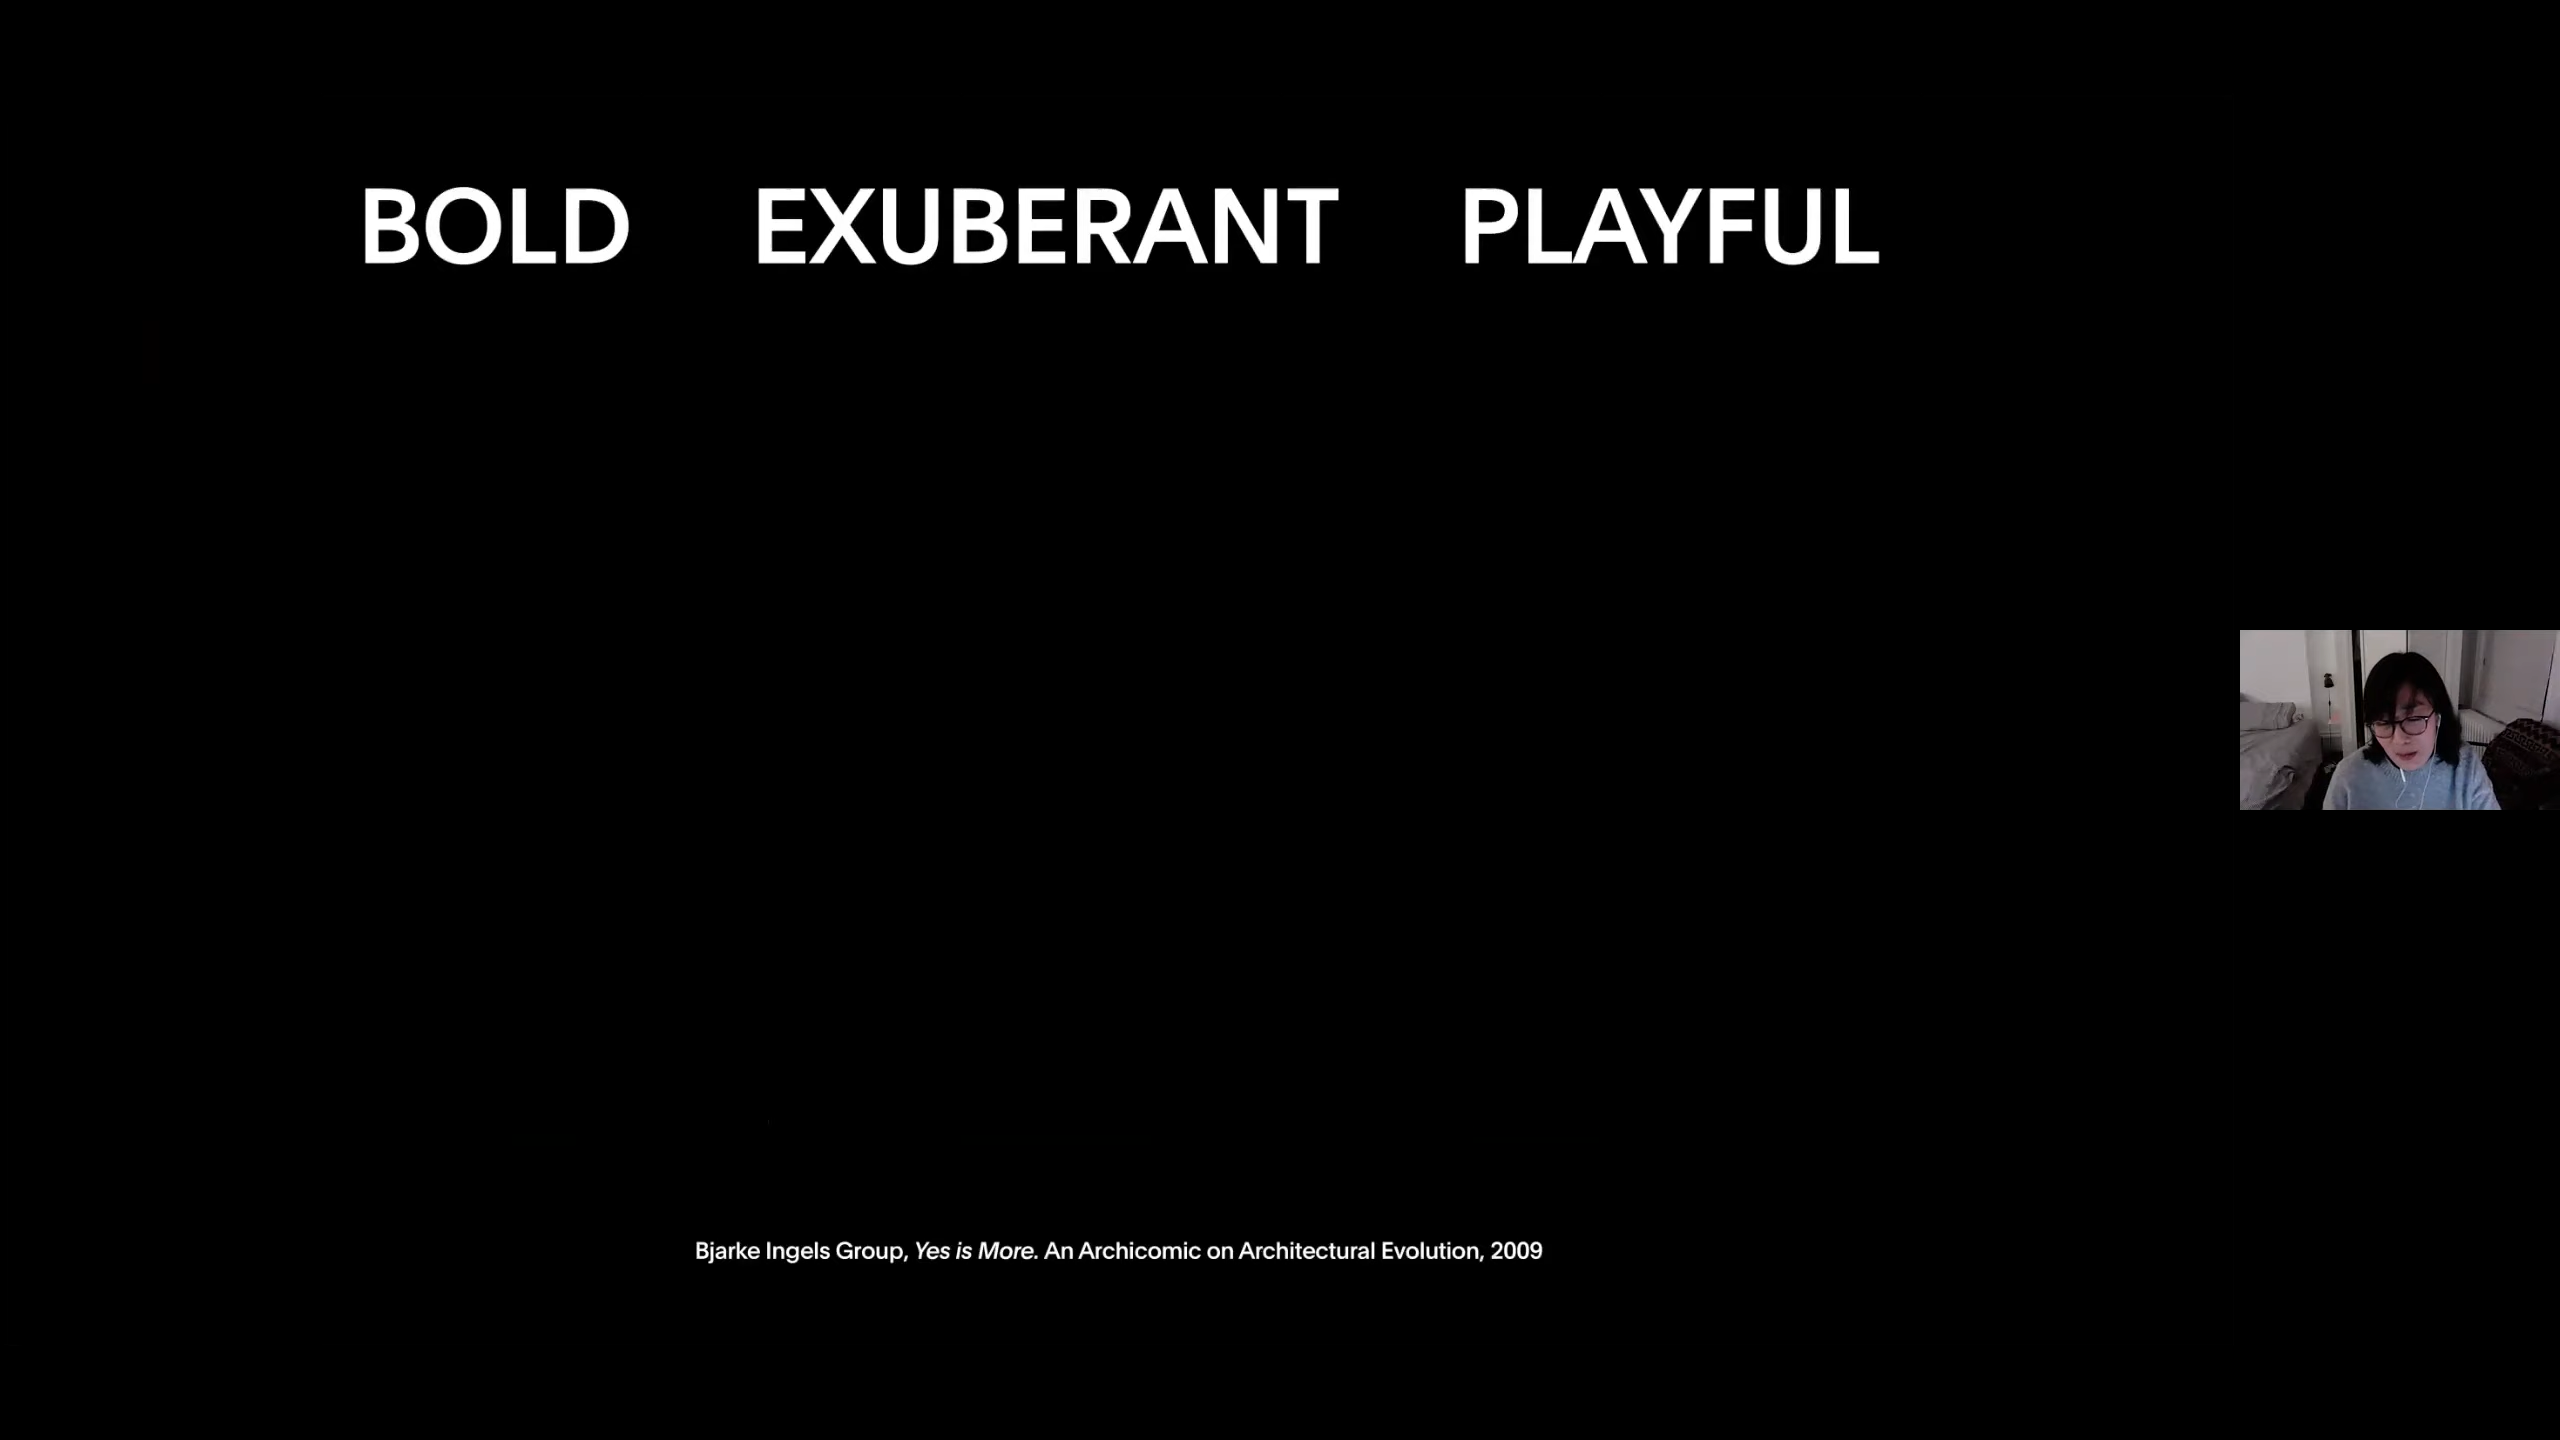 BOLD EXUBERANT PLAYFUL
Bjarke Ingels Group, Yes is More. An Archicomic on Architectural Evolution, 2009